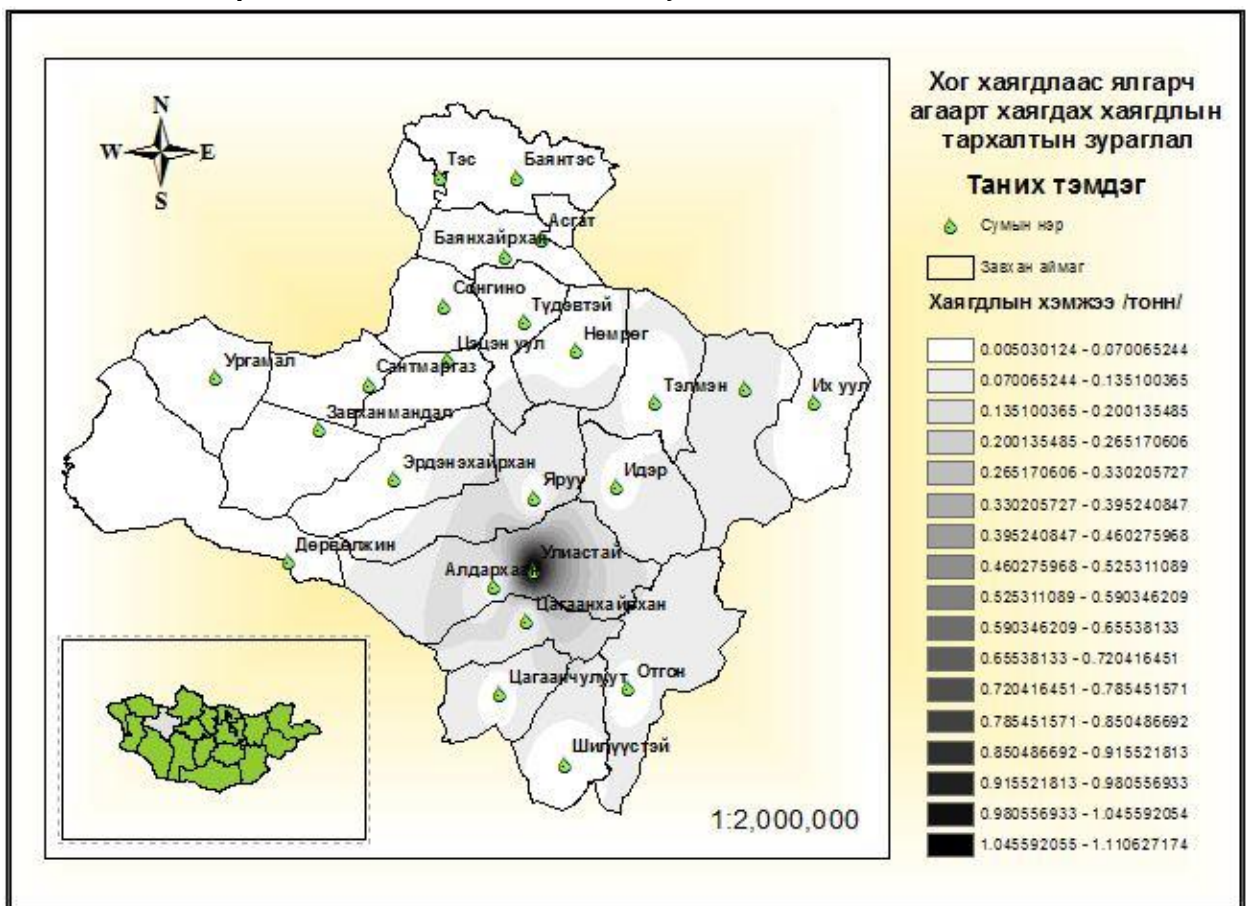 Хог хаягдлаас ялгарч
агаарт хаягдах хаягдлын
тархалтын зураглал
Таних тэмдэг
Сумын нэр
Завхан аймаг
Хаягдлын хэмжээ /тонн/
0.005030124 - 0.070065244
0.070065244 - 0.135100365
0.135100365 - 0.200135485
0.200135485 - 0.265170606
0.265170606 - 0.330205727
0.330205727 - 0.395240847
0.395240847 - 0.460275968
0.460275968 - 0.525311089
0.525311089 - 0.590346209
0.590346209 - 0.65538133
0.65538133 - 0.720416451
0.720416451 - 0.785451571
0.785451571 - 0.850486692
0.850486692 - 0.915521813
0.915521813 - 0.980556933
0.980556933 - 1.045592054
1.045592055 - 1.110627174
N
W E
S
Тэс
Баянтэс
Асгат
Баянхайрхан
Сонгино
Түдэвтэй
Нөмрөг
Цэцэн уул
Ургамал
Сантмаргаз
Тэлмэн
Их уул
Завханмандал
Эрдэнэхайрхан
Яруу
Идэр
Дөрвөлжин
Улиастай
Алдархаан
Цагаанхайрхан
Цагаанчулуут
Отгон
Шилүүстэй
1:2,000,000